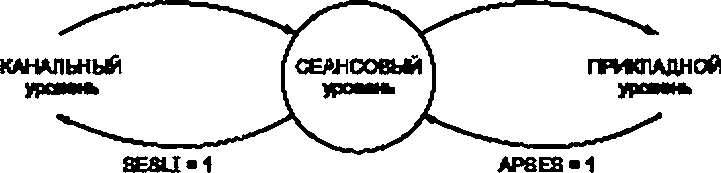 КАНАЛЬНЫЙ
уровень
СЕАНСОВЫЙ
уровень
ПРИКЛАДНОЙ
уровень
SESLI = 1
APSES = 1